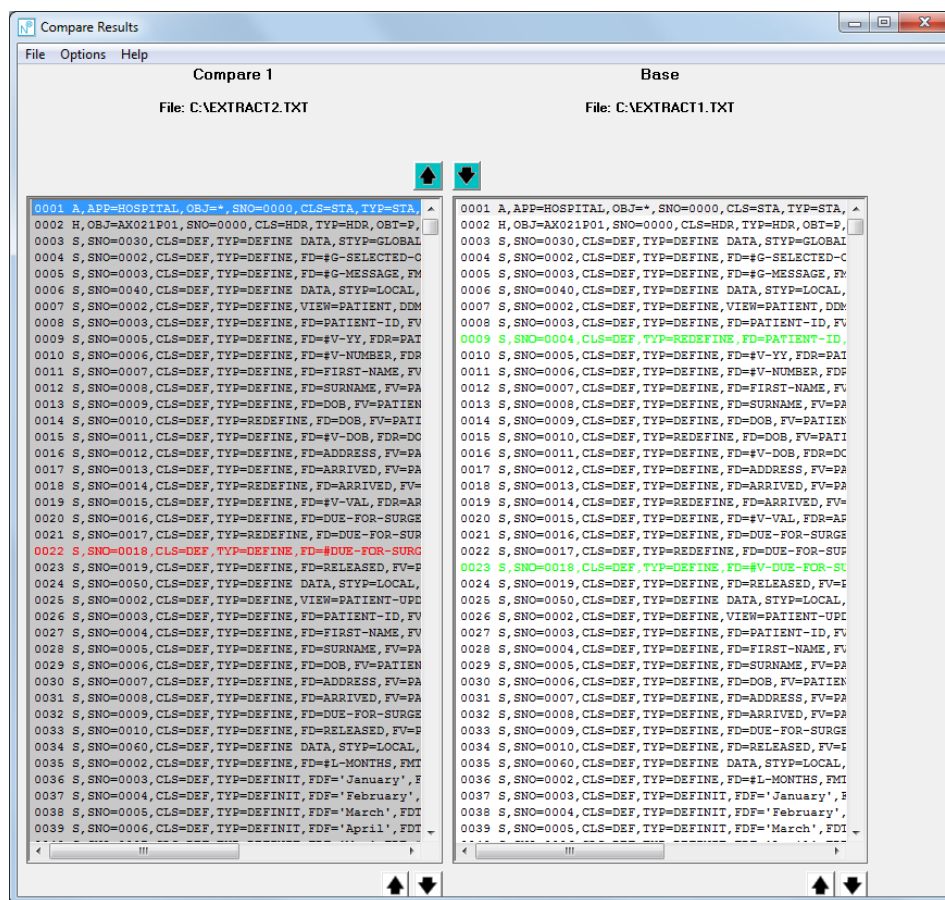 Compare Results
File Options Help
Compare 1
File: C:\EXTRACT2.TXT
0001 A,APP=HOSPITAL,OBJ=*,SNO=0000,CLS=STA,TYP=STA,
0002 H,OBJ=AX021P01,SNO=0000,CLS=HDR,TYP=HDR,OBT=P,
0003 S,SNO=0030,CLS=DEF,TYP=DEFINE DATA,STYP=GLOBAL
0004 S,SNO=0002,CLS=DEF,TYP=DEFINE,FD=#G-SELECTED-C
0005 S,SNO=0003,CLS=DEF,TYP=DEFINE,FD=#G-MESSAGE,FM
0006 S,SNO=0040,CLS=DEF,TYP=DEFINE DATA,STYP=LOCAL,
0007 S,SNO=0002,CLS=DEF,TYP=DEFINE,VIEW=PATIENT,DDM
0008 S,SNO=0003,CLS=DEF,TYP=DEFINE,FD=PATIENT-ID,FV
0009 S,SNO=0005,CLS=DEF,TYP=DEFINE,FD=#V-YY,FDR=PAT
0010 S,SNO=0006,CLS=DEF,TYP=DEFINE,FD=#V-NUMBER,FDR
0011 S,SNO=0007,CLS=DEF,TYP=DEFINE,FD=FIRST-NAME,FV
0012 S,SNO=0008,CLS=DEF,TYP=DEFINE,FD=SURNAME,FV=PA
0013 S,SNO=0009,CLS=DEF,TYP=DEFINE,FD=DOB,FV=PATIEN
0014 S,SNO=0010,CLS=DEF,TYP=REDEFINE,FD=DOB,FV=PATI
0015 S,SNO=0011,CLS=DEF,TYP=DEFINE,FD=#V-DOB,FDR=DO
0016 S,SNO=0012,CLS=DEF,TYP=DEFINE,FD=ADDRESS,FV=PA
0017 S,SNO=0013,CLS=DEF,TYP=DEFINE,FD=ARRIVED,FV=PA
0018 S,SNO=0014,CLS=DEF,TYP=REDEFINE,FD=ARRIVED,FV=
0019 S,SNO=0015,CLS=DEF,TYP=DEFINE,FD=#V-VAL,FDR=AR
0020 S,SNO=0016,CLS=DEF,TYP=DEFINE,FD=DUE-FOR-SURGE
0021 S,SNO=0017,CLS=DEF,TYP=REDEFINE,FD=DUE-FOR-SUR
0022 S,SNO=0018,CLS=DEF,TYP=DEFINE,FD=#DUE-FOR-SURG
0023 S,SNO=0019,CLS=DEF,TYP=DEFINE,FD=RELEASED,FV=P
0024 S,SNO=0050,CLS=DEF,TYP=DEFINE DATA,STYP=LOCAL,
0025 S,SNO=0002,CLS=DEF,TYP=DEFINE,VIEW=PATIENT-UPD
0026 S,SNO=0003,CLS=DEF,TYP=DEFINE,FD=PATIENT-ID,FV
0027 S,SNO=0004,CLS=DEF,TYP=DEFINE,FD=FIRST-NAME,FV
0028 S,SNO=0005,CLS=DEF,TYP=DEFINE,FD=SURNAME,FV=PA
0029 S,SNO=0006,CLS=DEF,TYP=DEFINE,FD=DOB,FV=PATIEN
0030 S,SNO=0007,CLS=DEF,TYP=DEFINE,FD=ADDRESS,FV=PA
0031 S,SNO=0008,CLS=DEF,TYP=DEFINE,FD=ARRIVED,FV=PA
0032 S,SNO=0009,CLS=DEF,TYP=DEFINE,FD=DUE-FOR-SURGE
0033 S,SNO=0010,CLS=DEF,TYP=DEFINE,FD=RELEASED,FV=P
0034 S,SNO=0060,CLS=DEF,TYP=DEFINE DATA,STYP=LOCAL,
0035 S,SNO=0002,CLS=DEF,TYP=DEFINE,FD=#L-MONTHS,FMT
0036 S,SNO=0003,CLS=DEF,TYP=DEFINIT,FDF='January',F
0037 S,SNO=0004,CLS=DEF,TYP=DEFINIT,FDF='February',
0038 S,SNO=0005,CLS=DEF,TYP=DEFINIT,FDF='March',FDT
0039 S,SNO=0006,CLS=DEF,TYP=DEFINIT,FDF='April',FDT
Base
File: C:\EXTRACT1.TXT
0001 A,APP=HOSPITAL,OBJ=*,SNO=0000,CLS=STA,TYP=STA,
0002 H,OBJ=AX021P01,SNO=0000,CLS=HDR,TYP=HDR,OBT=P,
0003 S,SNO=0030,CLS=DEF,TYP=DEFINE DATA,STYP=GLOBAL
0004 S,SNO=0002,CLS=DEF,TYP=DEFINE,FD=#G-SELECTED-C
0005 S,SNO=0003,CLS=DEF,TYP=DEFINE,FD=#G-MESSAGE,FM
0006 S,SNO=0040,CLS=DEF,TYP=DEFINE DATA,STYP=LOCAL,
0007 S,SNO=0002,CLS=DEF,TYP=DEFINE,VIEW=PATIENT,DDM
0008 S,SNO=0003,CLS=DEF,TYP=DEFINE,FD=PATIENT-ID,FV
0009 S,SNO=0004,CLS=DEF,TYP=REDEFINE,FD=PATIENT-ID,
0010 S,SNO=0005,CLS=DEF,TYP=DEFINE,FD=#V-YY,FDR=PAT
0011 S,SNO=0006,CLS=DEF,TYP=DEFINE,FD=#V-NUMBER,FDR
0012 S,SNO=0007,CLS=DEF,TYP=DEFINE,FD=FIRST-NAME,FV
0013 S,SNO=0008,CLS=DEF,TYP=DEFINE,FD=SURNAME,FV=PA
0014 S,SNO=0009,CLS=DEF,TYP=DEFINE,FD=DOB,FV=PATIEN
0015 S,SNO=0010,CLS=DEF,TYP=REDEFINE,FD=DOB,FV=PATI
0016 S,SNO=0011,CLS=DEF,TYP=DEFINE,FD=#V-DOB,FDR=DO
0017 S,SNO=0012,CLS=DEF,TYP=DEFINE,FD=ADDRESS,FV=PA
0018 S,SNO=0013,CLS=DEF,TYP=DEFINE,FD=ARRIVED,FV=PA
0019 S,SNO=0014,CLS=DEF,TYP=REDEFINE,FD=ARRIVED,FV=
0020 S,SNO=0015,CLS=DEF,TYP=DEFINE,FD=#V-VAL,FDR=AR
0021 S,SNO=0016,CLS=DEF,TYP=DEFINE,FD=DUE-FOR-SURGE
0022 S,SNO=0017,CLS=DEF,TYP=REDEFINE,FD=DUE-FOR-SUR
0023 S,SNO=0018,CLS=DEF,TYP=DEFINE,FD=#V-DUE-FOR-SU
0024 S,SNO=0019,CLS=DEF,TYP=DEFINE,FD=RELEASED,FV=P
0025 S,SNO=0050,CLS=DEF,TYP=DEFINE DATA,STYP=LOCAL,
0026 S,SNO=0002,CLS=DEF,TYP=DEFINE,VIEW=PATIENT-UPD
0027 S,SNO=0003,CLS=DEF,TYP=DEFINE,FD=PATIENT-ID,FV
0028 S,SNO=0004,CLS=DEF,TYP=DEFINE,FD=FIRST-NAME,FV
0029 S,SNO=0005,CLS=DEF,TYP=DEFINE,FD=SURNAME,FV=PA
0030 S,SNO=0006,CLS=DEF,TYP=DEFINE,FD=DOB,FV=PATIEN
0031 S,SNO=0007,CLS=DEF,TYP=DEFINE,FD=ADDRESS,FV=PA
0032 S,SNO=0008,CLS=DEF,TYP=DEFINE,FD=ARRIVED,FV=PA
0033 S,SNO=0009,CLS=DEF,TYP=DEFINE,FD=DUE-FOR-SURGE
0034 S,SNO=0010,CLS=DEF,TYP=DEFINE,FD=RELEASED,FV=P
0035 S,SNO=0060,CLS=DEF,TYP=DEFINE DATA,STYP=LOCAL,
0036 S,SNO=0002,CLS=DEF,TYP=DEFINE,FD=#L-MONTHS,FMT
0037 S,SNO=0003,CLS=DEF,TYP=DEFINIT,FDF='January',F
0038 S,SNO=0004,CLS=DEF,TYP=DEFINIT,FDF='February',
0039 S,SNO=0005,CLS=DEF,TYP=DEFINIT,FDF='March',FDT